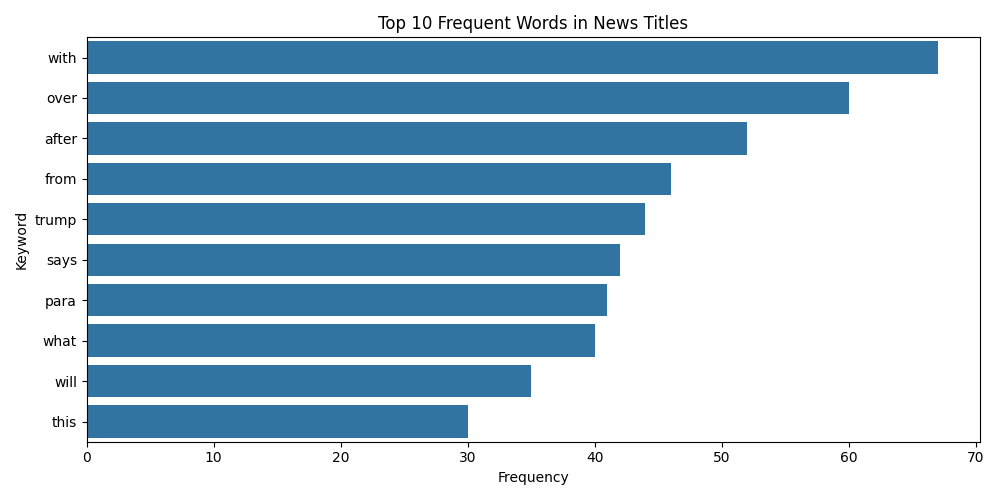 Top 10 Frequent Words in News Titles
Keyword
with
over
after
from
trump
says
para
what
will
this
0 10 20 30 40 50 60 70
Frequency